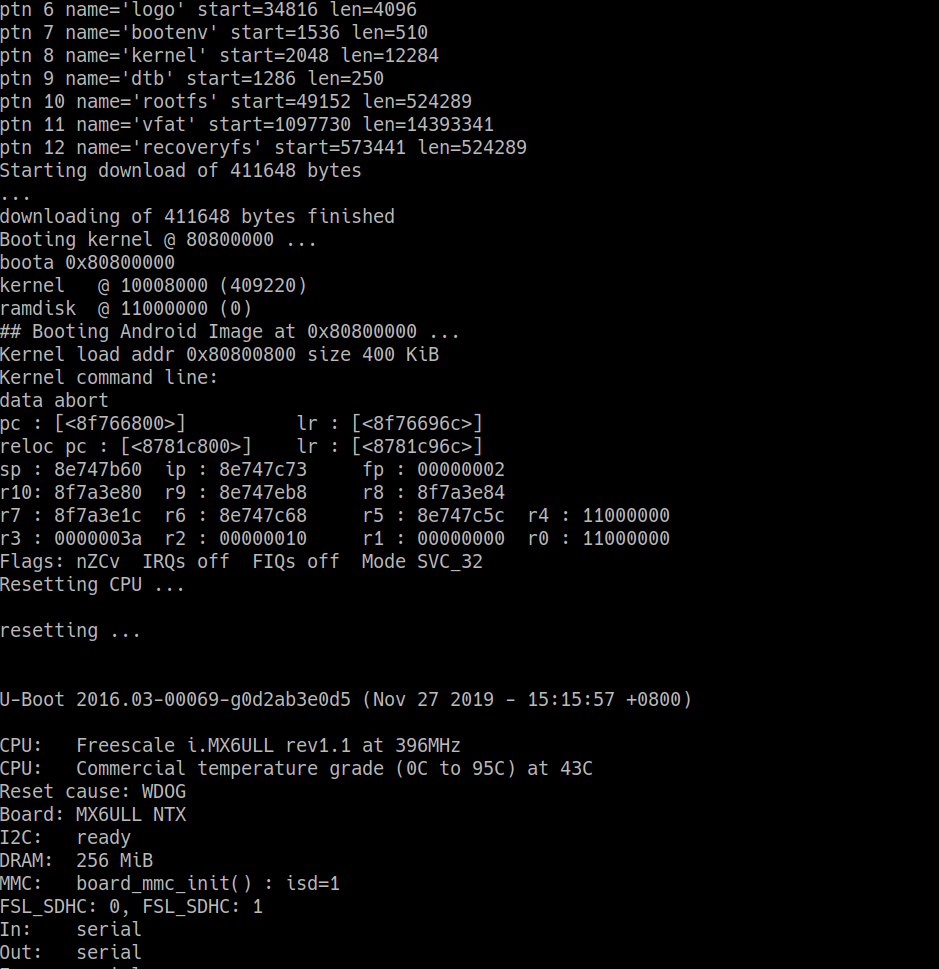 ptn 6 name='logo' start=34816 len=4096
ptn 7 name='bootenv' start=1536 len=510
ptn 8 name='kernel' start=2048 len=12284
ptn 9 name='dtb' start=1286 len=250
ptn 10 name='rootfs' start=49152 len=524289
ptn 11 name='vfat' start=1097730 len=14393341
ptn 12 name='recoveryfs' start=573441 len=524289
Starting download of 411648 bytes
...
downloading of 411648 bytes finished
Booting kernel @ 80800000 ...
boota 0x80800000
kernel   @ 10008000 (409220)
ramdisk  @ 11000000 (0)
## Booting Android Image at 0x80800000 ...
Kernel load addr 0x80800800 size 400 KiB
Kernel command line:
data abort
pc : [<8f766800>]          lr : [<8f76696c>]
reloc pc : [<8781c800>]    lr : [<8781c96c>]
sp : 8e747b60  ip : 8e747c73     fp : 00000002
r10: 8f7a3e80  r9 : 8e747eb8     r8 : 8f7a3e84
r7 : 8f7a3e1c  r6 : 8e747c68     r5 : 8e747c5c  r4 : 11000000
r3 : 0000003a  r2 : 00000010     r1 : 00000000  r0 : 11000000
Flags: nZCv  IRQs off  FIQs off  Mode SVC_32
Resetting CPU ...
resetting ...
U-Boot 2016.03-00069-g0d2ab3e0d5 (Nov 27 2019 - 15:15:57 +0800)
CPU:   Freescale i.MX6ULL rev1.1 at 396MHz
CPU:   Commercial temperature grade (0C to 95C) at 43C
Reset cause: WDOG
Board: MX6ULL NTX
I2C:   ready
DRAM:  256 MiB
MMC:   board_mmc_init() : isd=1
FSL_SDHC: 0, FSL_SDHC: 1
In:    serial
Out:   serial